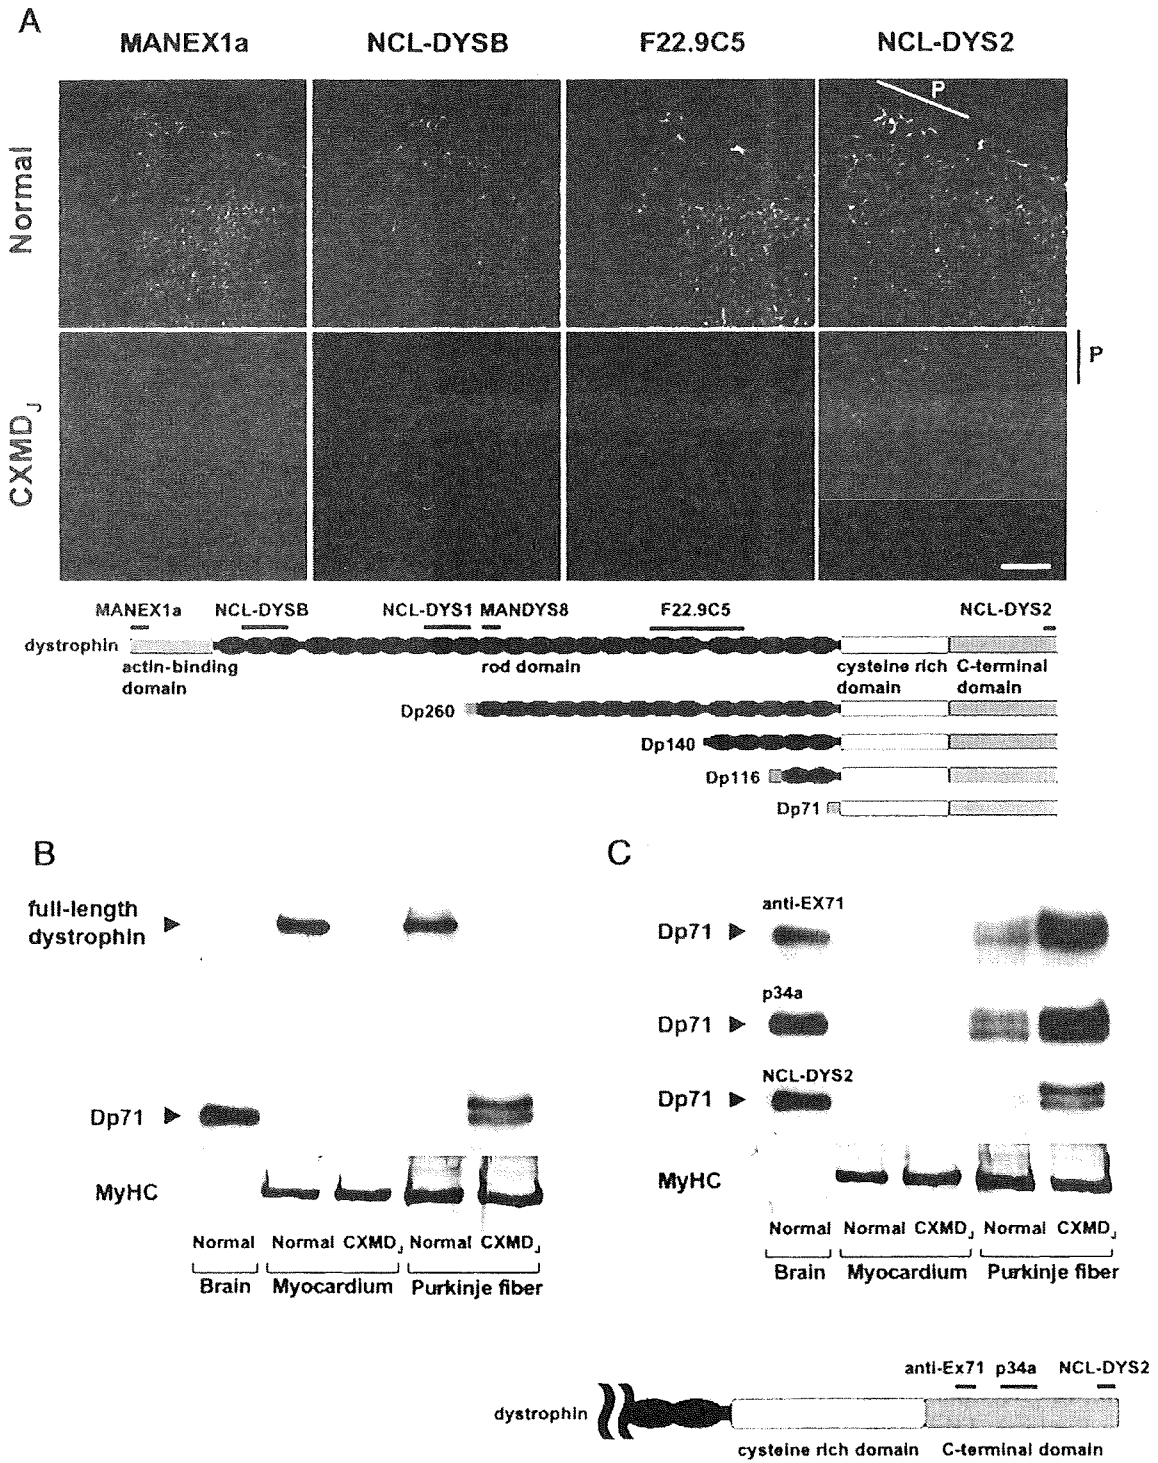 A
MANEX1a NCL-DYSB F22.9C5 NCL-DYS2
Normal
P
CXMDJ
P
MANEX1a NCL-DYSB NCL-DYS1 MANDYS8 F22.9C5 NCL-DYS2
dystrophin
actin-binding domain
rod domain
cysteine rich domain
C-terminal domain
Dp260
Dp140
Dp116
Dp71
B
full-length dystrophin
Dp71
MyHC
Normal Normal CXMDJ Normal CXMDJ
Brain Myocardium Purkinje fiber
C
anti-EX71
Dp71
p34a
Dp71
NCL-DYS2
Dp71
MyHC
Normal Normal CXMDJ Normal CXMDJ
Brain Myocardium Purkinje fiber
anti-Ex71 p34a NCL-DYS2
dystrophin
cysteine rich domain C-terminal domain